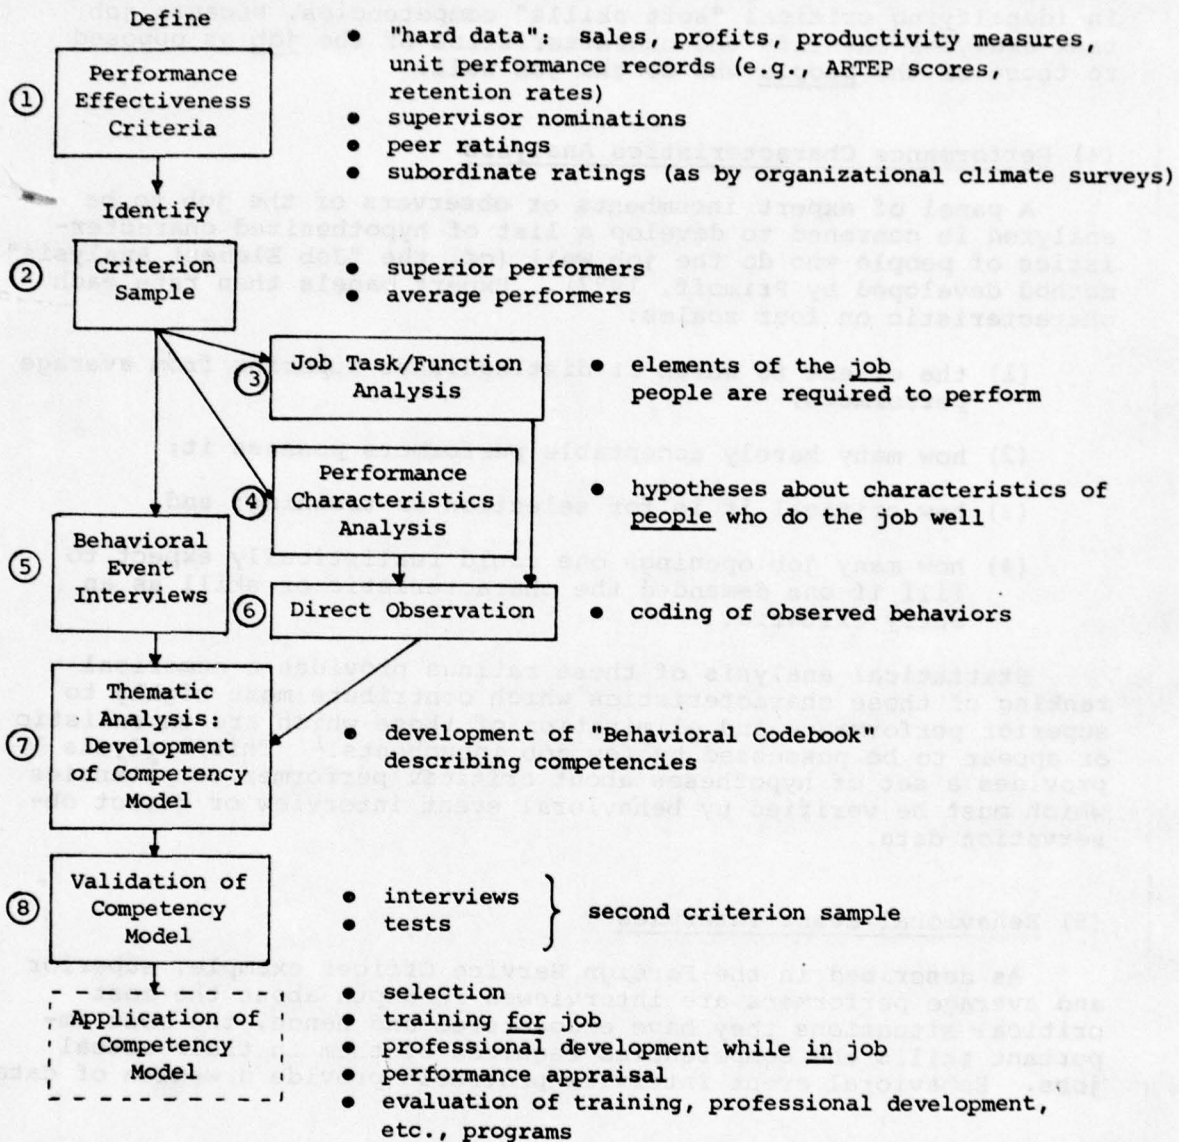 Define
① Performance
Effectiveness
Criteria
● "hard data": sales, profits, productivity measures,
unit performance records (e.g., ARTEP scores,
retention rates)
● supervisor nominations
● peer ratings
● subordinate ratings (as by organizational climate surveys)
Identify
② Criterion
Sample
● superior performers
● average performers
③ Job Task/Function
Analysis
● elements of the job
people are required to perform
④ Performance
Characteristics
Analysis
● hypotheses about characteristics of
people who do the job well
⑤ Behavioral
Event
Interviews
⑥ Direct Observation
● coding of observed behaviors
⑦ Thematic
Analysis:
Development
of Competency
Model
● development of "Behavioral Codebook"
describing competencies
⑧ Validation of
Competency
Model
● interviews
● tests
second criterion sample
Application of
Competency
Model
● selection
● training for job
● professional development while in job
● performance appraisal
● evaluation of training, professional development,
etc., programs